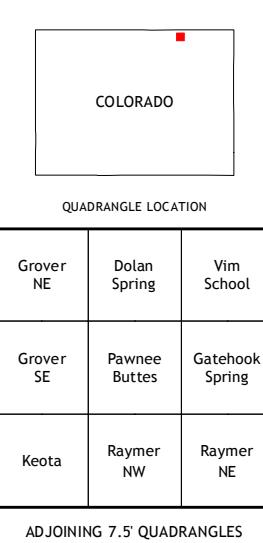 COLORADO
QUADRANGLE LOCATION
Grover
NE
Dolan
Spring
Vim
School
Grover
SE
Pawnee
Buttes
Gatehook
Spring
Keota
Raymer
NW
Raymer
NE
ADJOINING 7.5' QUADRANGLES